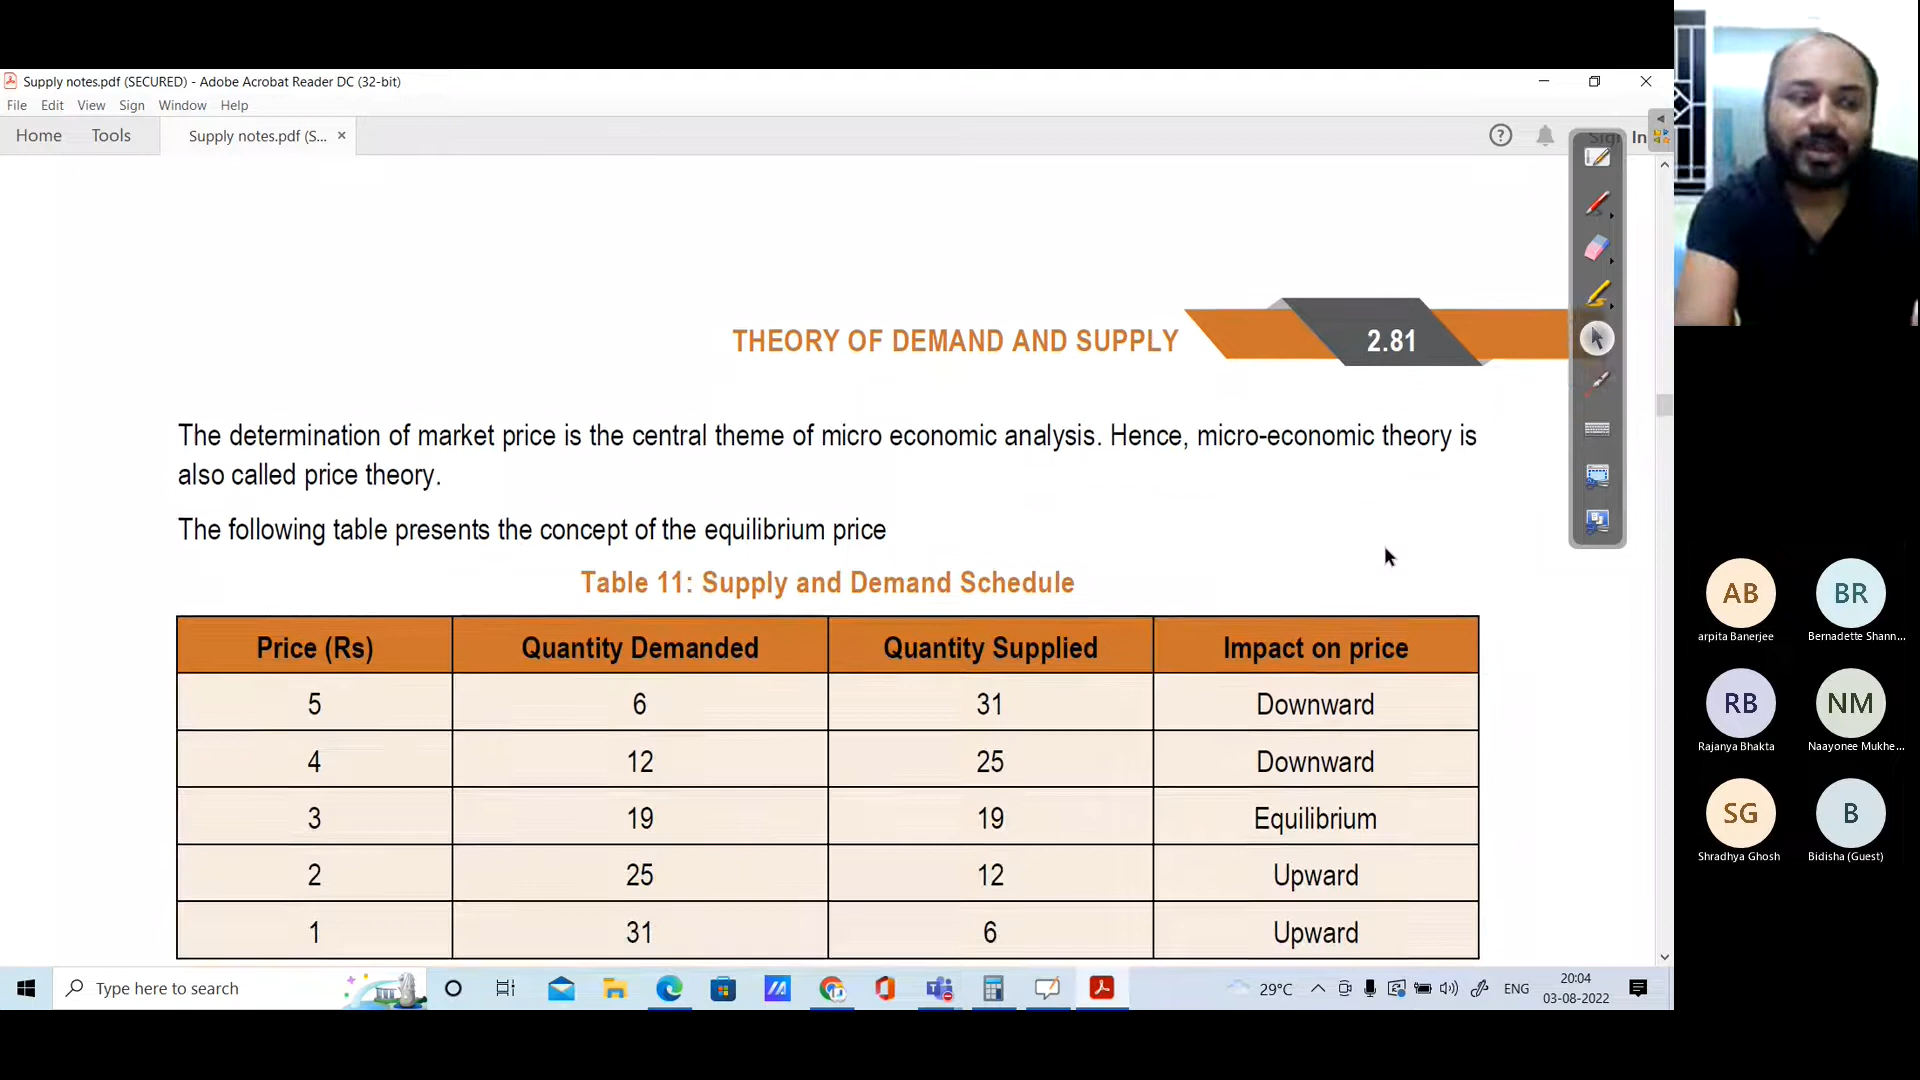 Supply notes.pdf (SECURED) - Adobe Acrobat Reader DC (32-bit)
File Edit View Sign Window Help
Home Tools Supply notes.pdf (S... × Sign In
THEORY OF DEMAND AND SUPPLY 2.81
The determination of market price is the central theme of micro economic analysis. Hence, micro-economic theory is
also called price theory.
The following table presents the concept of the equilibrium price
Table 11: Supply and Demand Schedule
Price (Rs) Quantity Demanded Quantity Supplied Impact on price
5 6 31 Downward
4 12 25 Downward
3 19 19 Equilibrium
2 25 12 Upward
1 31 6 Upward
AB BR
arpita Banerjee Bernadette Shann...
RB NM
Rajanya Bhakta Naayonee Mukhe...
SG B
Shradhya Ghosh Bidisha (Guest)
Type here to search 29°C ENG 20:04
03-08-2022